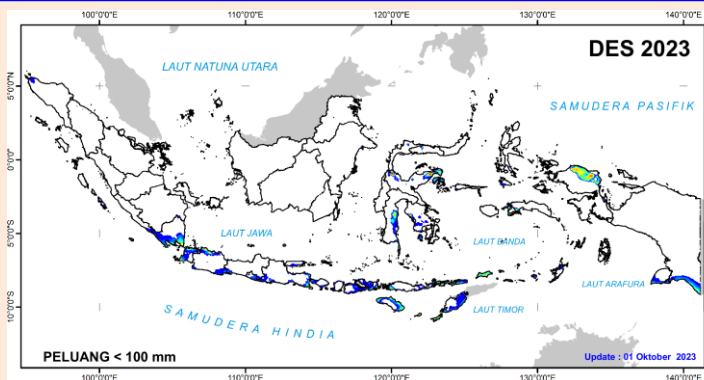 100°0'0"E 110°0'0"E 120°0'0"E 130°0'0"E 140°0'0"E
DES 2023
LAUT NATUNA UTARA
5°0'0"N
SAMUDERA PASIFIK
0°0'0"
LAUT JAWA
5°0'0"S
LAUT BANDA
LAUT ARAFURA
10°0'0"S
SAMUDERA HINDIA
LAUT TIMOR
PELUANG < 100 mm
Update : 01 Oktober 2023
100°0'0"E 110°0'0"E 120°0'0"E 130°0'0"E 140°0'0"E